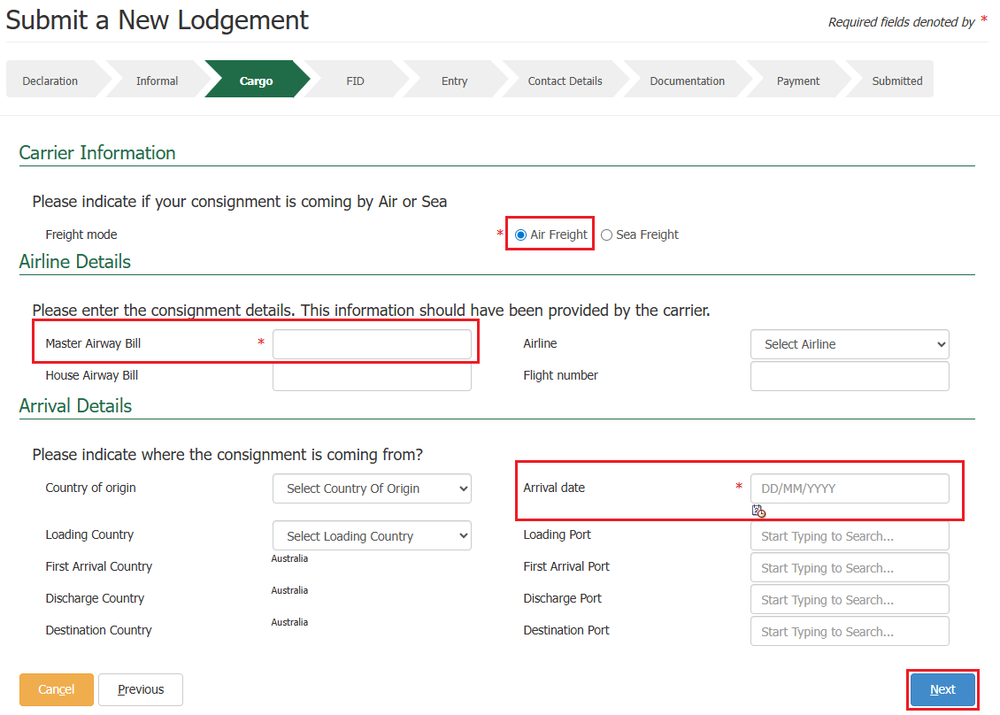 Submit a New Lodgement
Required fields denoted by *
Declaration Informal Cargo FID Entry Contact Details Documentation Payment Submitted
Carrier Information
Please indicate if your consignment is coming by Air or Sea
Freight mode * Air Freight Sea Freight
Airline Details
Please enter the consignment details. This information should have been provided by the carrier.
Master Airway Bill * Airline Select Airline
House Airway Bill Flight number
Arrival Details
Please indicate where the consignment is coming from?
Country of origin Select Country Of Origin Arrival date * DD/MM/YYYY
Loading Country Select Loading Country Loading Port Start Typing to Search...
First Arrival Country Australia First Arrival Port Start Typing to Search...
Discharge Country Australia Discharge Port Start Typing to Search...
Destination Country Australia Destination Port Start Typing to Search...
Cancel Previous Next